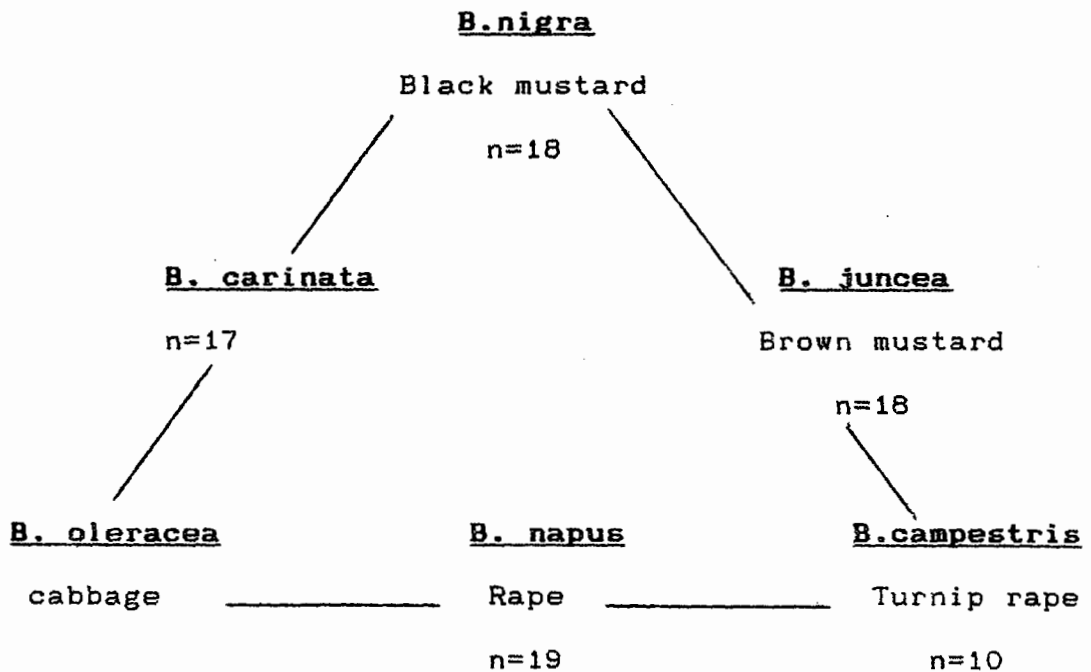 B.nigra
Black mustard
n=18
B. carinata
B. juncea
n=17
Brown mustard
n=18
B. oleracea
B. napus
B.campestris
cabbage
Rape
Turnip rape
n=19
n=10